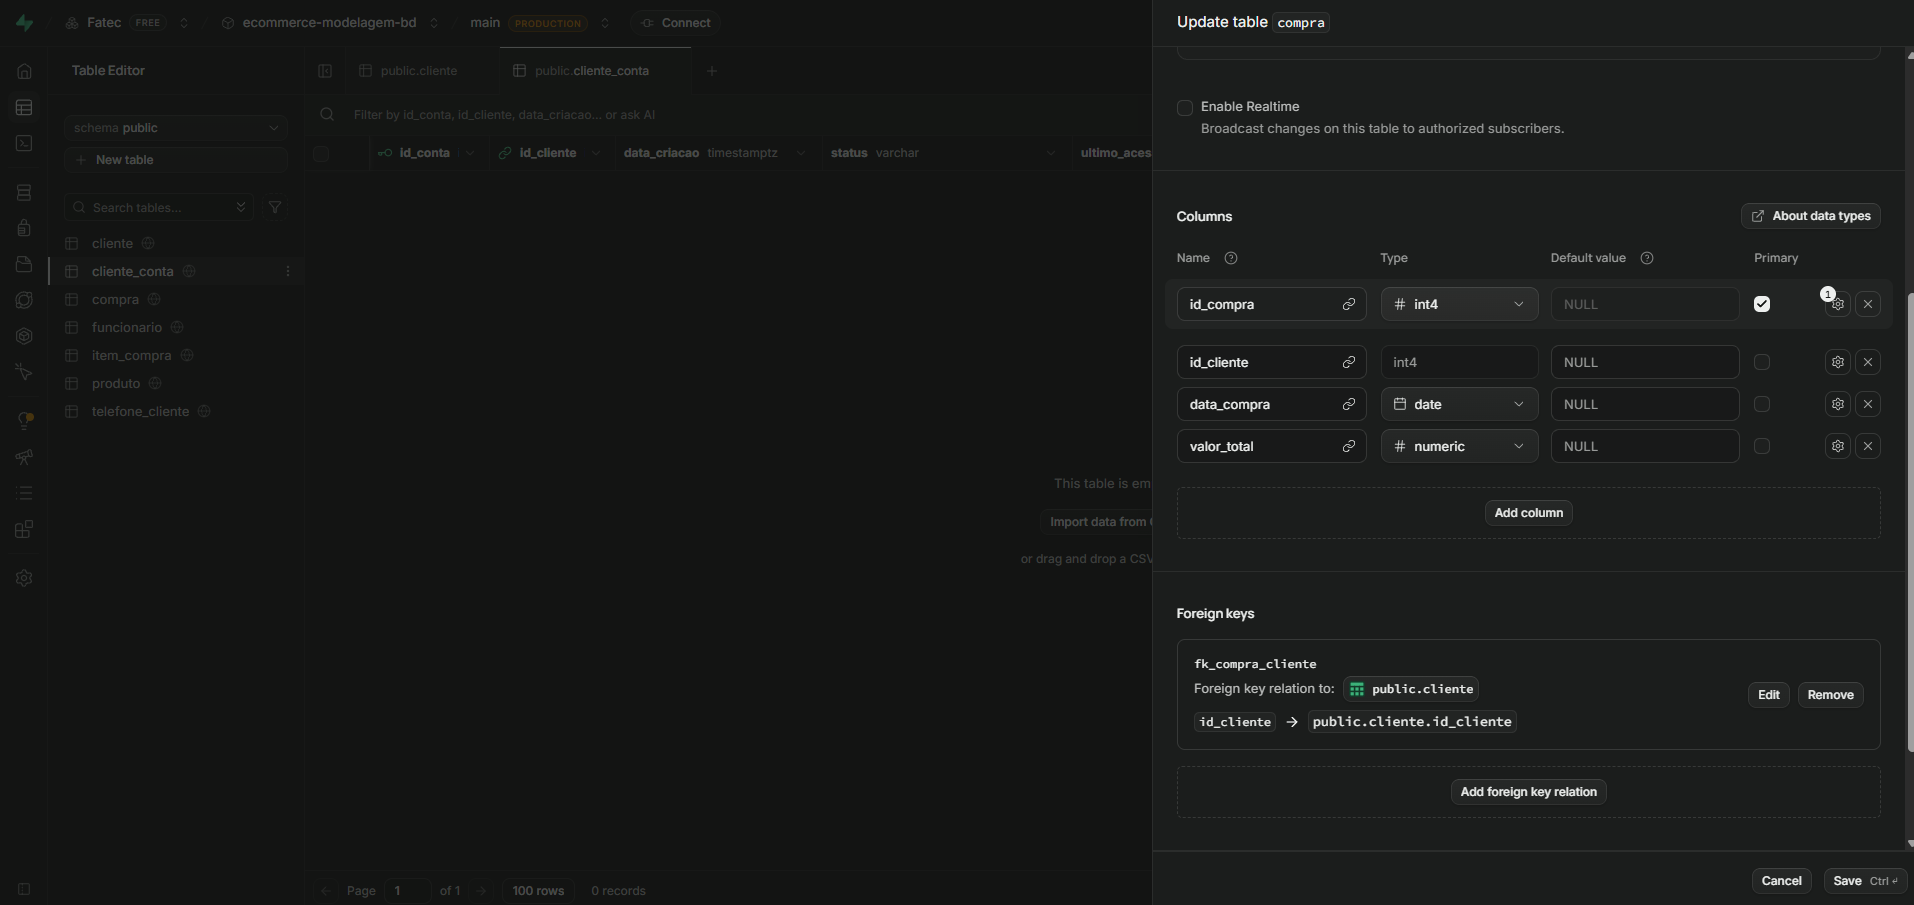 Fatec FREE
ecommerce-modelagem-bd
main PRODUCTION
Connect
Table Editor
public.cliente
public.cliente_conta
schema public
Filter by id_conta, id_cliente, data_criacao... or ask AI
New table
id_conta
id_cliente
data_criacao timestamptz
status varchar
ultimo_aces
Search tables...
cliente
cliente_conta
compra
funcionario
item_compra
produto
telefone_cliente
This table is em
Import data from
or drag and drop a CSV
Page 1 of 1
100 rows
0 records
Update table compra
Enable Realtime
Broadcast changes on this table to authorized subscribers.
Columns
About data types
Name Type Default value Primary
id_compra int4 NULL 1
id_cliente int4 NULL
data_compra date NULL
valor_total numeric NULL
Add column
Foreign keys
fk_compra_cliente
Foreign key relation to: public.cliente
Edit Remove
id_cliente → public.cliente.id_cliente
Add foreign key relation
Cancel
Save Ctrl ↵